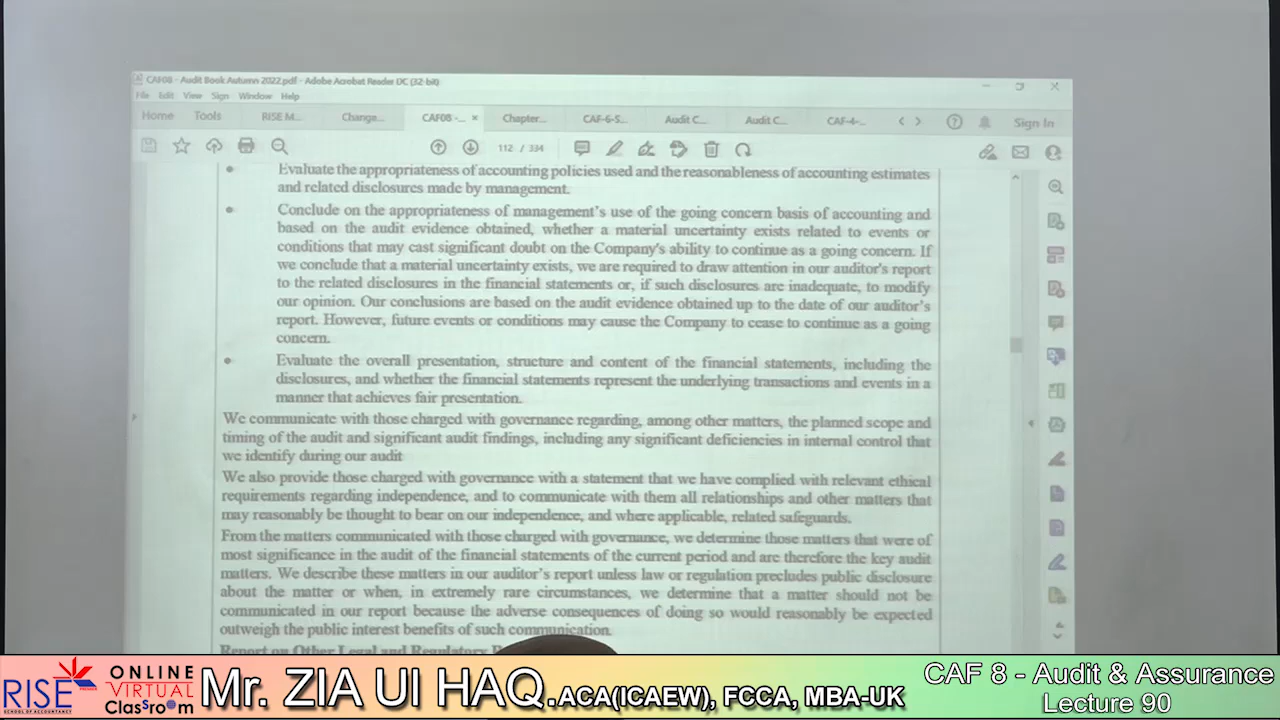 CAF08 - Audit Book Autumn 2022.pdf - Adobe Acrobat Reader DC (32-bit)
File Edit View Sign Window Help
Home Tools RISE M... Change... CAF08 -... × Chapter... CAF-6-S... Audit C... Audit C... CAF-4-... Sign In
112 / 334
• Evaluate the appropriateness of accounting policies used and the reasonableness of accounting estimates
and related disclosures made by management.
• Conclude on the appropriateness of management's use of the going concern basis of accounting and
based on the audit evidence obtained, whether a material uncertainty exists related to events or
conditions that may cast significant doubt on the Company's ability to continue as a going concern. If
we conclude that a material uncertainty exists, we are required to draw attention in our auditor's report
to the related disclosures in the financial statements or, if such disclosures are inadequate, to modify
our opinion. Our conclusions are based on the audit evidence obtained up to the date of our auditor's
report. However, future events or conditions may cause the Company to cease to continue as a going
concern.
• Evaluate the overall presentation, structure and content of the financial statements, including the
disclosures, and whether the financial statements represent the underlying transactions and events in a
manner that achieves fair presentation.
We communicate with those charged with governance regarding, among other matters, the planned scope and
timing of the audit and significant audit findings, including any significant deficiencies in internal control that
we identify during our audit
We also provide those charged with governance with a statement that we have complied with relevant ethical
requirements regarding independence, and to communicate with them all relationships and other matters that
may reasonably be thought to bear on our independence, and where applicable, related safeguards.
From the matters communicated with those charged with governance, we determine those matters that were of
most significance in the audit of the financial statements of the current period and are therefore the key audit
matters. We describe these matters in our auditor's report unless law or regulation precludes public disclosure
about the matter or when, in extremely rare circumstances, we determine that a matter should not be
communicated in our report because the adverse consequences of doing so would reasonably be expected
outweigh the public interest benefits of such communication.
Report on Other Legal and Regulatory
RISE PREMIER
SCHOOL OF ACCOUNTANCY
ONLINE
VIRTUAL
Classroom
Mr. ZIA UI HAQ. ACA(ICAEW), FCCA, MBA-UK
CAF 8 - Audit & Assurance
Lecture 90